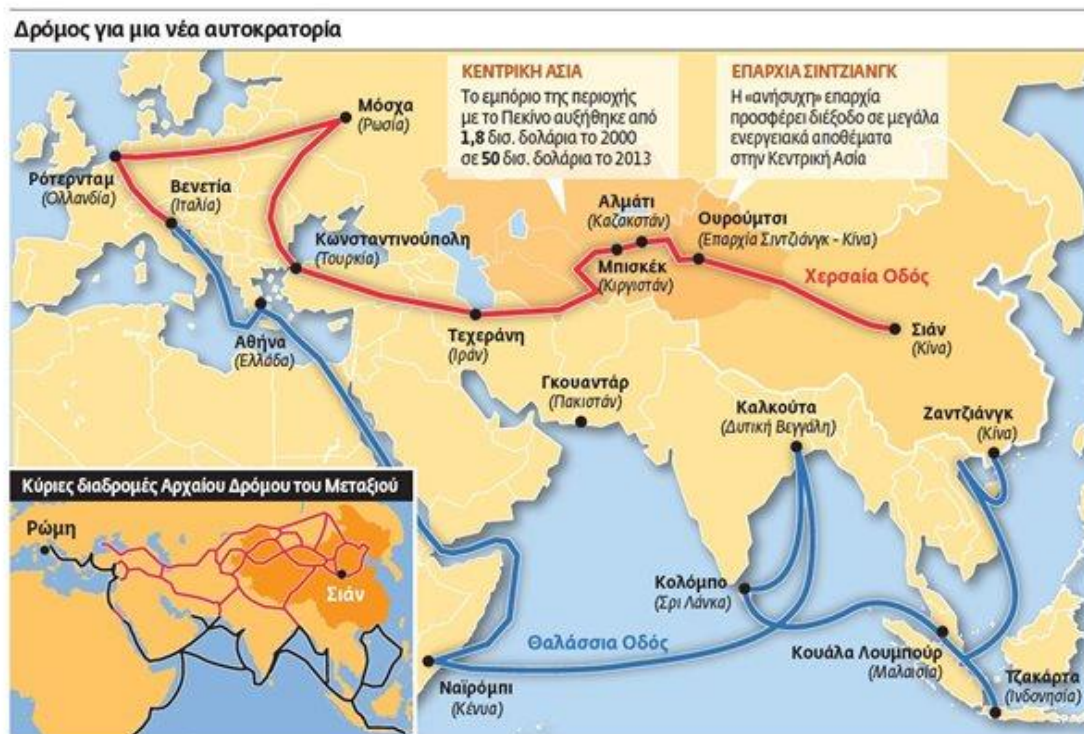 Δρόμος για μια νέα αυτοκρατορία
ΚΕΝΤΡΙΚΗ ΑΣΙΑ
Το εμπόριο της περιοχής
με το Πεκίνο αυξήθηκε από
1,8 δισ. δολάρια το 2000
σε 50 δισ. δολάρια το 2013
ΕΠΑΡΧΙΑ ΣΙΝΤΖΙΑΝΓΚ
Η «ανήσυχη» επαρχία
προσφέρει διέξοδο σε μεγάλα
ενεργειακά αποθέματα
στην Κεντρική Ασία
Μόσχα
(Ρωσία)
Ρότερνταμ
(Ολλανδία)
Βενετία
(Ιταλία)
Κωνσταντινούπολη
(Τουρκία)
Αλμάτι
(Καζακστάν)
Ουρούμτσι
(Επαρχία Σιντζιάνγκ - Κίνα)
Μπισκέκ
(Κιργιστάν)
Χερσαία Οδός
Αθήνα
(Ελλάδα)
Τεχεράνη
(Ιράν)
Σιάν
(Κίνα)
Γκουαντάρ
(Πακιστάν)
Καλκούτα
(Δυτική Βεγγάλη)
Ζαντζιάνγκ
(Κίνα)
Κύριες διαδρομές Αρχαίου Δρόμου του Μεταξιού
Ρώμη
Σιάν
Κολόμπο
(Σρι Λάνκα)
Θαλάσσια Οδός
Κουάλα Λουμπούρ
(Μαλαισία)
Ναϊρόμπι
(Κένυα)
Τζακάρτα
(Ινδονησία)